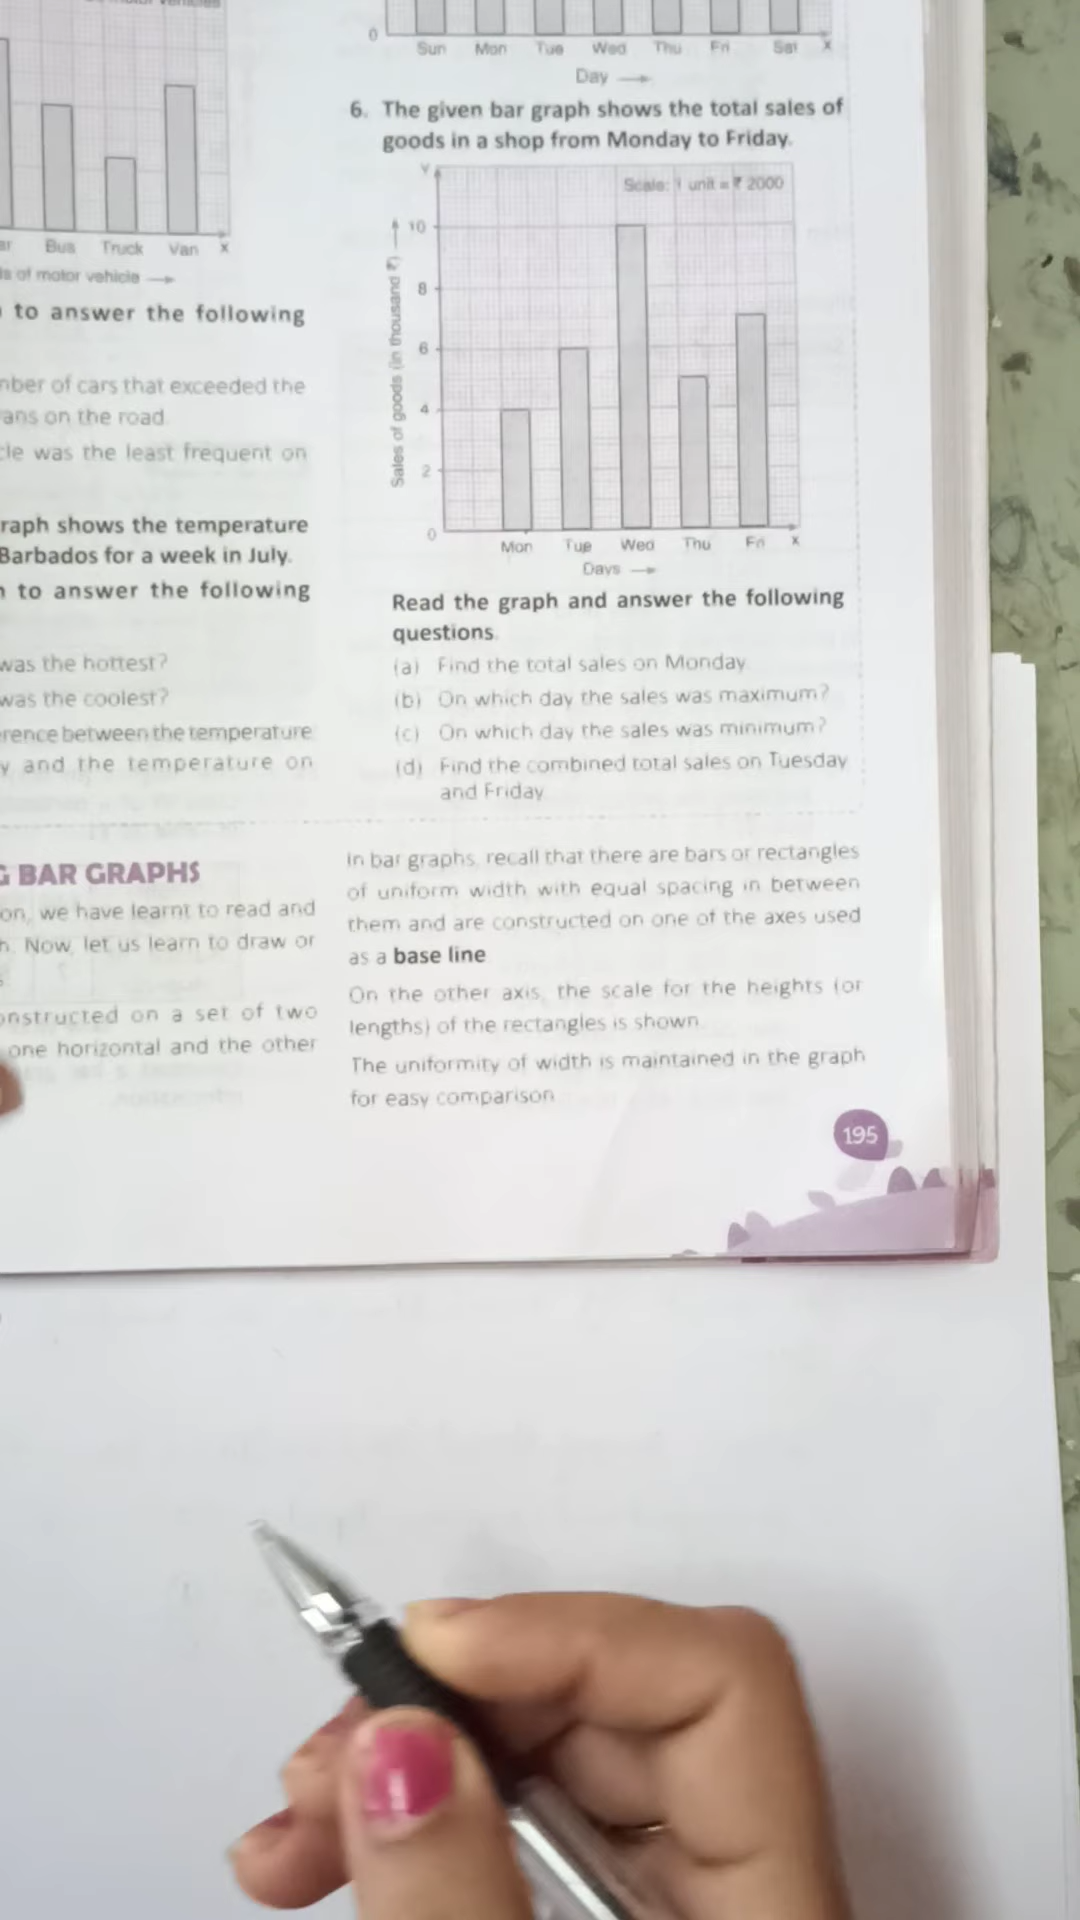 Bus Truck Van X
of motor vehicle
to answer the following
of cars that exceeded the
on the road.
was the least frequent on
shows the temperature
Barbados for a week in July.
to answer the following
was the hottest?
was the coolest?
between the temperature
and the temperature on
BAR GRAPHS
we have learnt to read and
Now, let us learn to draw or
on a set of two
one horizontal and the other
0
Sun Mon Tue Wed Thu Fri Sat X
Day
6. The given bar graph shows the total sales of
goods in a shop from Monday to Friday.
Y
Scale: 1 unit = ₹ 2000
Sales of goods (in thousand ₹)
10
8
6
4
2
0
Mon Tue Wed Thu Fri X
Days
Read the graph and answer the following
questions.
(a) Find the total sales on Monday.
(b) On which day the sales was maximum?
(c) On which day the sales was minimum?
(d) Find the combined total sales on Tuesday
and Friday.
In bar graphs, recall that there are bars or rectangles
of uniform width with equal spacing in between
them and are constructed on one of the axes used
as a base line.
On the other axis, the scale for the heights (or
lengths) of the rectangles is shown.
The uniformity of width is maintained in the graph
for easy comparison.
195